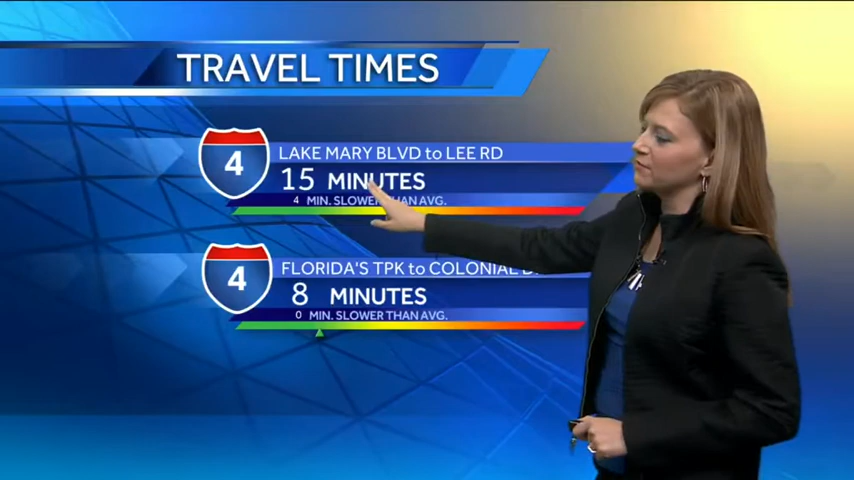 TRAVEL TIMES
4
LAKE MARY BLVD to LEE RD
15 MINUTES
4 MIN. SLOWER THAN AVG.
4
FLORIDA'S TPK to COLONIAL
8 MINUTES
0 MIN. SLOWER THAN AVG.